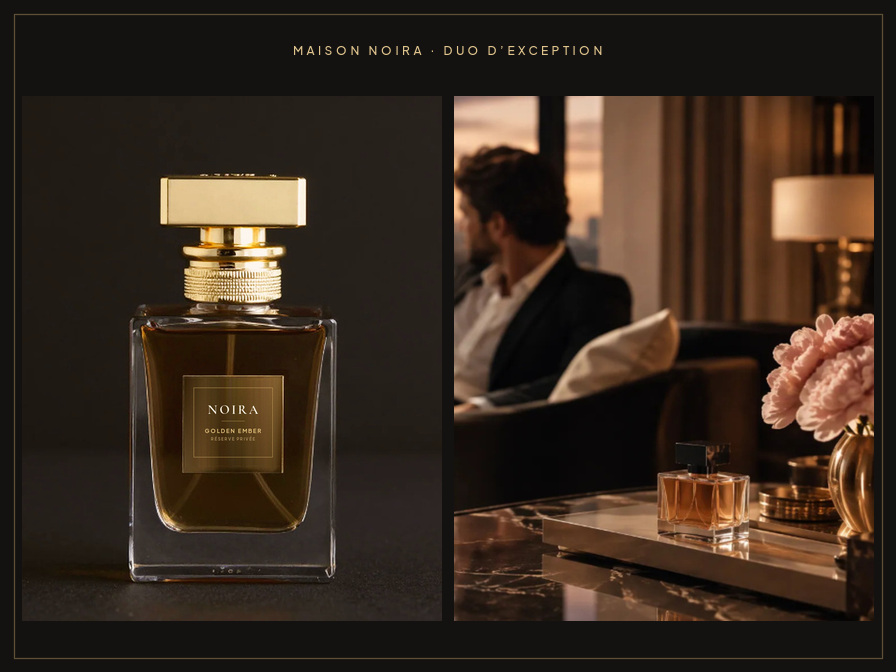 MAISON NOIRA · DUO D'EXCEPTION
NOIRA
GOLDEN EMBER
RÉSERVE PRIVÉE